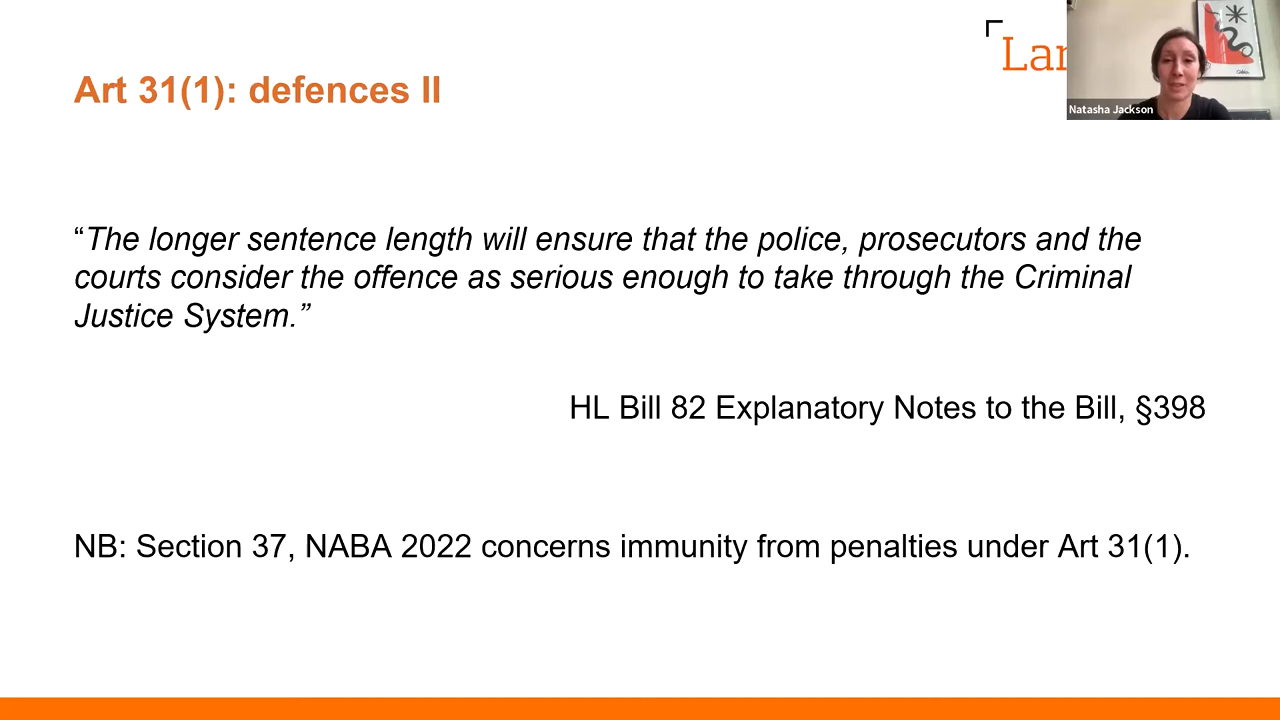 Art 31(1): defences II
Natasha Jackson
“The longer sentence length will ensure that the police, prosecutors and the
courts consider the offence as serious enough to take through the Criminal
Justice System.”
HL Bill 82 Explanatory Notes to the Bill, §398
NB: Section 37, NABA 2022 concerns immunity from penalties under Art 31(1).